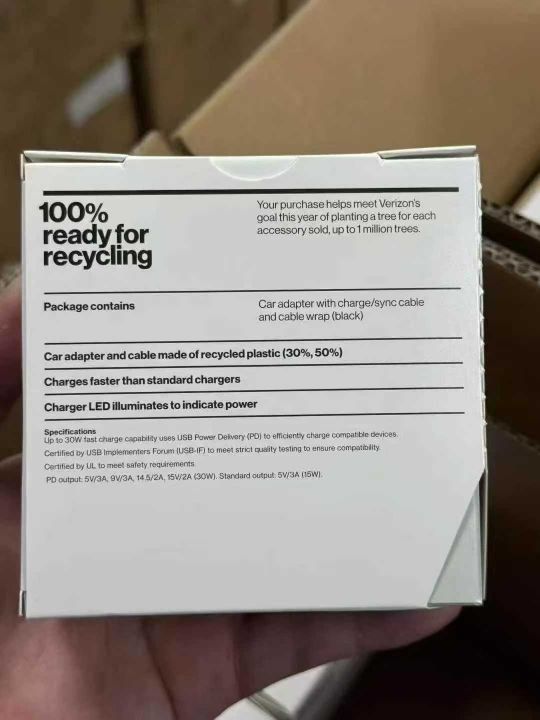 100%
ready for
recycling
Your purchase helps meet Verizon's
goal this year of planting a tree for each
accessory sold, up to 1 million trees.
Package contains
Car adapter with charge/sync cable
and cable wrap (black)
Car adapter and cable made of recycled plastic (30%, 50%)
Charges faster than standard chargers
Charger LED illuminates to indicate power
Specifications
Up to 30W fast charge capability uses USB Power Delivery (PD) to efficiently charge compatible devices.
Certified by USB Implementers Forum (USB-IF) to meet strict quality testing to ensure compatibility.
Certified by UL to meet safety requirements.
PD output: 5V/3A, 9V/3A, 14.5/2A, 15V/2A (30W). Standard output: 5V/3A (15W).